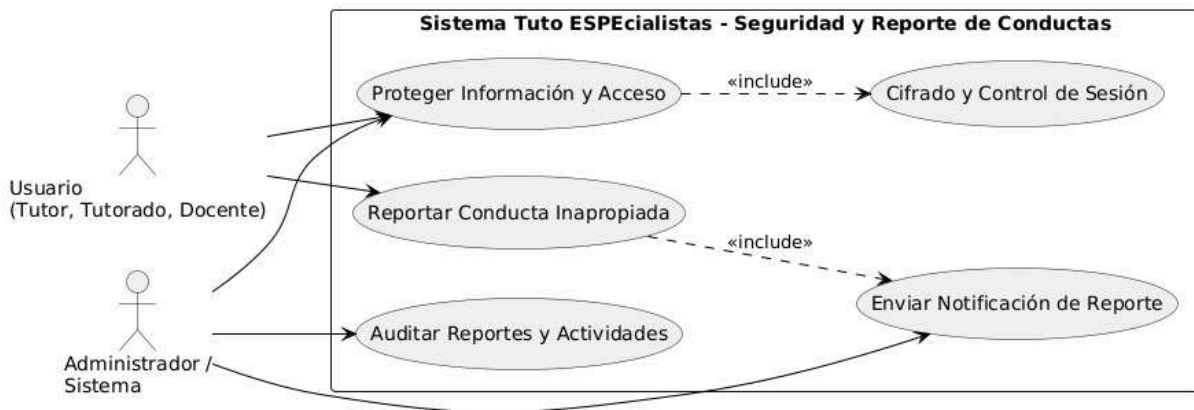 Sistema Tuto ESPEcialistas - Seguridad y Reporte de Conductas
Proteger Información y Acceso
«include»
Cifrado y Control de Sesión
Usuario
(Tutor, Tutorado, Docente)
Reportar Conducta Inapropiada
«include»
Enviar Notificación de Reporte
Auditar Reportes y Actividades
Administrador /
Sistema